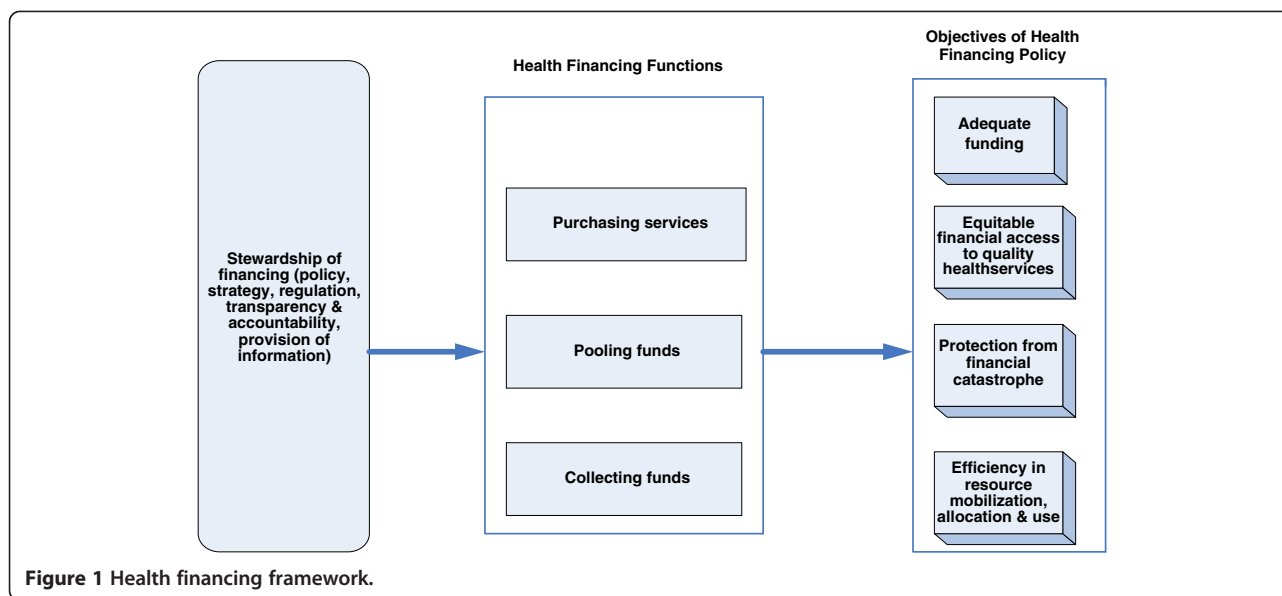 Stewardship of
financing (policy,
strategy, regulation,
transparency &
accountability,
provision of
information)
Health Financing Functions
Purchasing services
Pooling funds
Collecting funds
Objectives of Health
Financing Policy
Adequate
funding
Equitable
financial access
to quality
healthservices
Protection from
financial
catastrophe
Efficiency in
resource
mobilization,
allocation & use
Figure 1 Health financing framework.